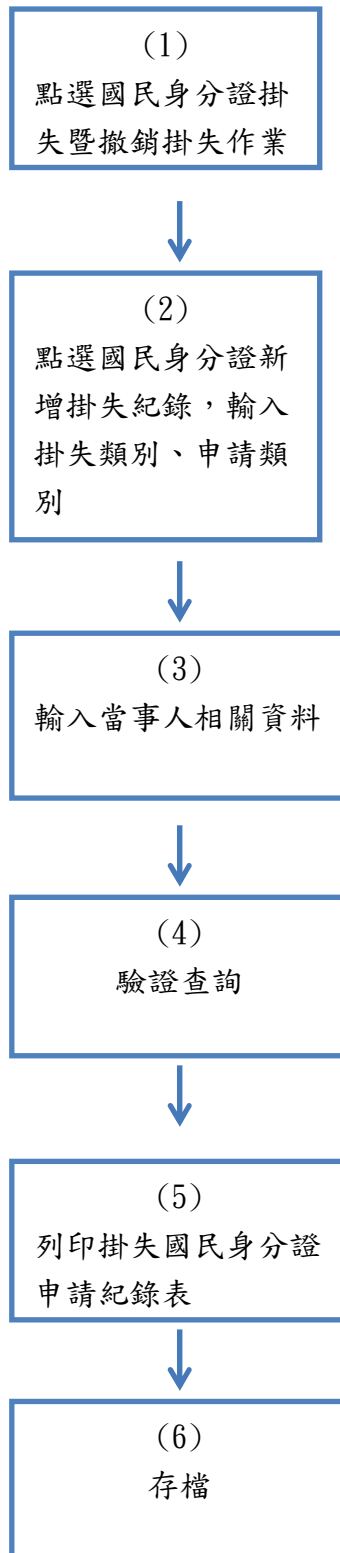 (1)
點選國民身分證掛
失暨撤銷掛失作業
(2)
點選國民身分證新
增掛失紀錄，輸入
掛失類別、申請類
別
(3)
輸入當事人相關資料
(4)
驗證查詢
(5)
列印掛失國民身分證
申請紀錄表
(6)
存檔